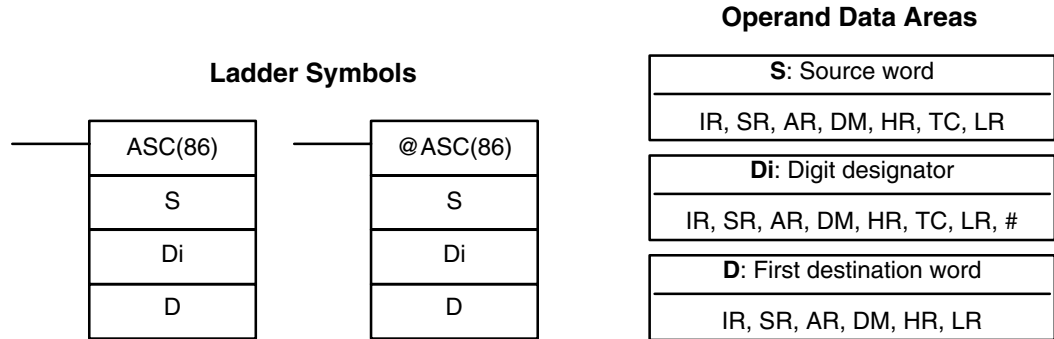 Ladder Symbols
ASC(86)
S
Di
D
@ASC(86)
S
Di
D
Operand Data Areas
S: Source word
IR, SR, AR, DM, HR, TC, LR
Di: Digit designator
IR, SR, AR, DM, HR, TC, LR, #
D: First destination word
IR, SR, AR, DM, HR, LR